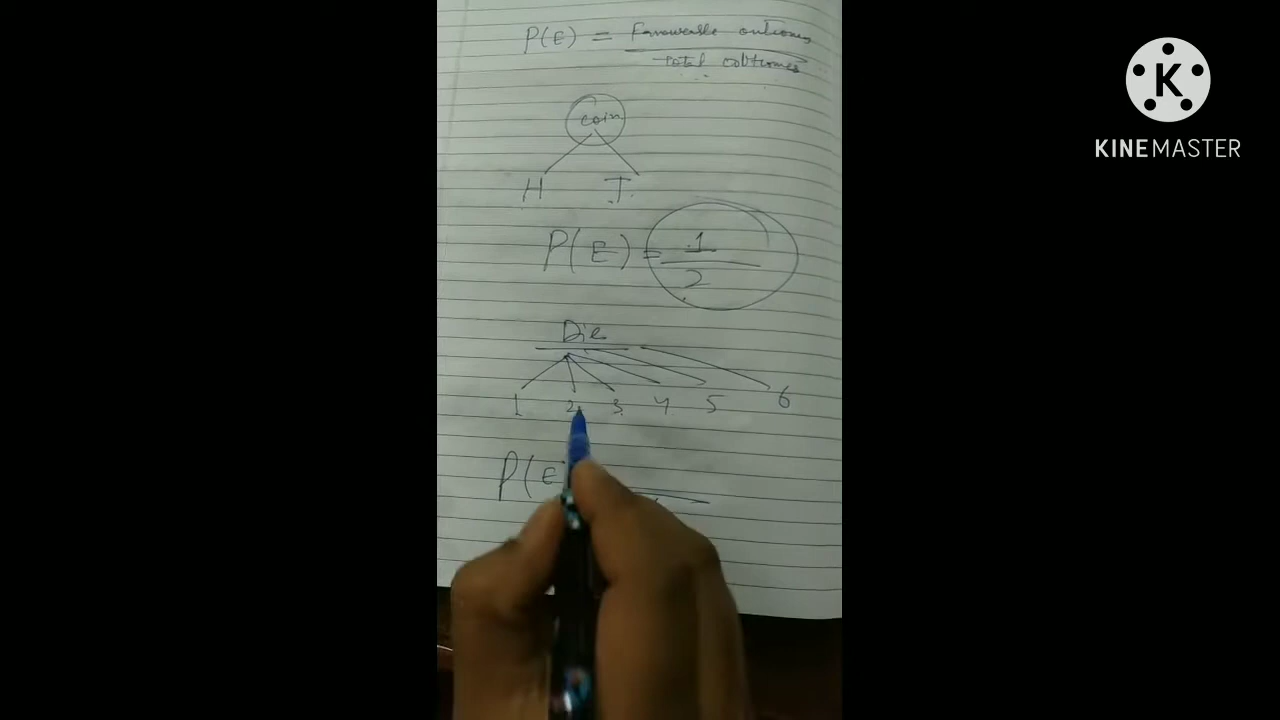 P(E) = Favourable outcomes
total outcomes
coin
H T
P(E) = 1
2
Die
1 2 3 4 5 6
P(E
K
KINEMASTER